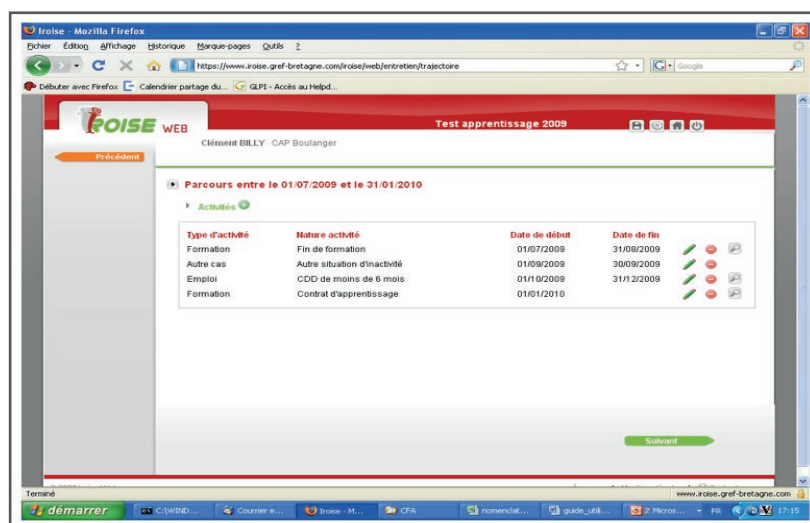 Iroise - Mozilla Firefox
Fichier Édition Affichage Historique Marque-pages Outils ?
https://www.iroise.gref-bretagne.com/iroise/web/entretien/trajectoire
Google
Débuter avec Firefox Calendrier partage du... GLPI - Accès au Helpd...
IROISE WEB
Test apprentissage 2009
Clément BILLY CAP Boulanger
Précédent
Parcours entre le 01/07/2009 et le 31/01/2010
Activités
Type d'activité Nature activité Date de début Date de fin
Formation Fin de formation 01/07/2009 31/08/2009
Autre cas Autre situation d'inactivité 01/09/2009 30/09/2009
Emploi CDD de moins de 6 mois 01/10/2009 31/12/2009
Formation Contrat d'apprentissage 01/01/2010
Suivant
Terminé
www.iroise.gref-bretagne.com
démarrer C:\WIND... Courrier e... Iroise - M... CFA nomenclat... guide_utili... 2 Micros... FR 17:15